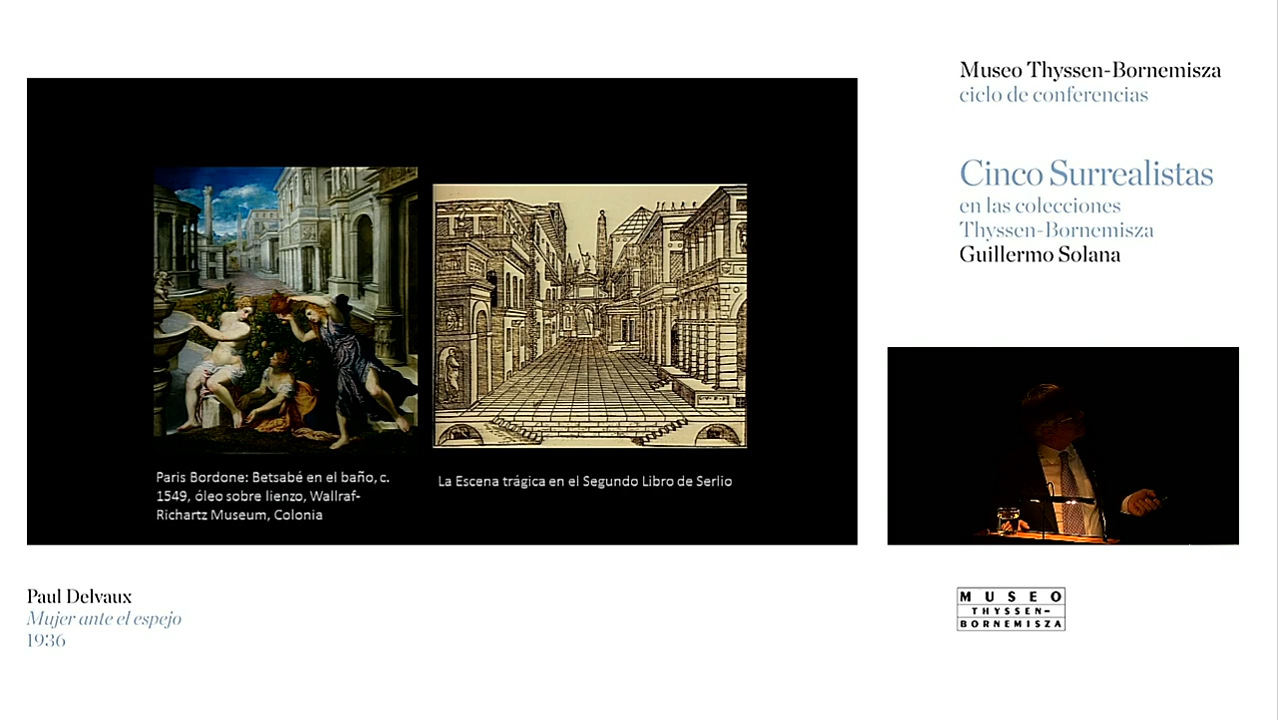 Museo Thyssen-Bornemisza
ciclo de conferencias
Cinco Surrealistas
en las colecciones
Thyssen-Bornemisza
Guillermo Solana
Paris Bordone: Betsabé en el baño, c.
1549, óleo sobre lienzo, Wallraf-
Richartz Museum, Colonia
La Escena trágica en el Segundo Libro de Serlio
Paul Delvaux
Mujer ante el espejo
1936
MUSEO
THYSSEN-
BORNEMISZA